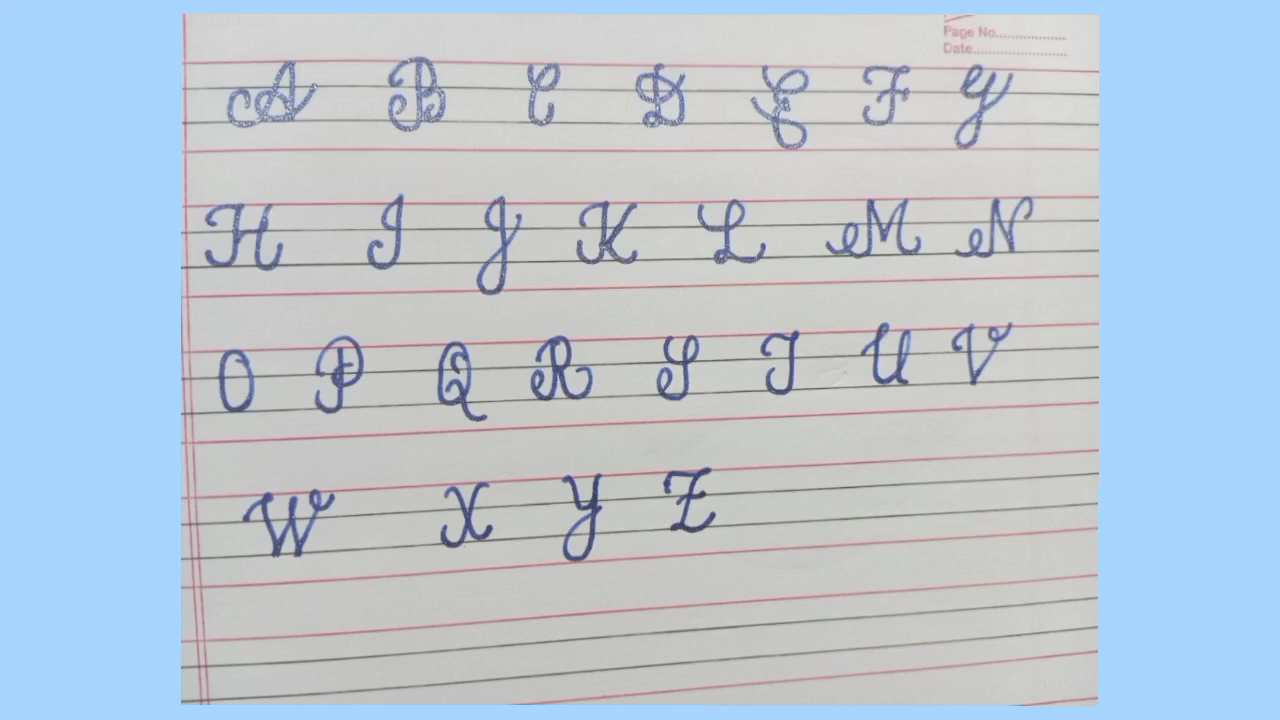 Page No..................
Date........................
A B C D E F G
H I J K L M N
O P Q R S T U V
W X Y Z